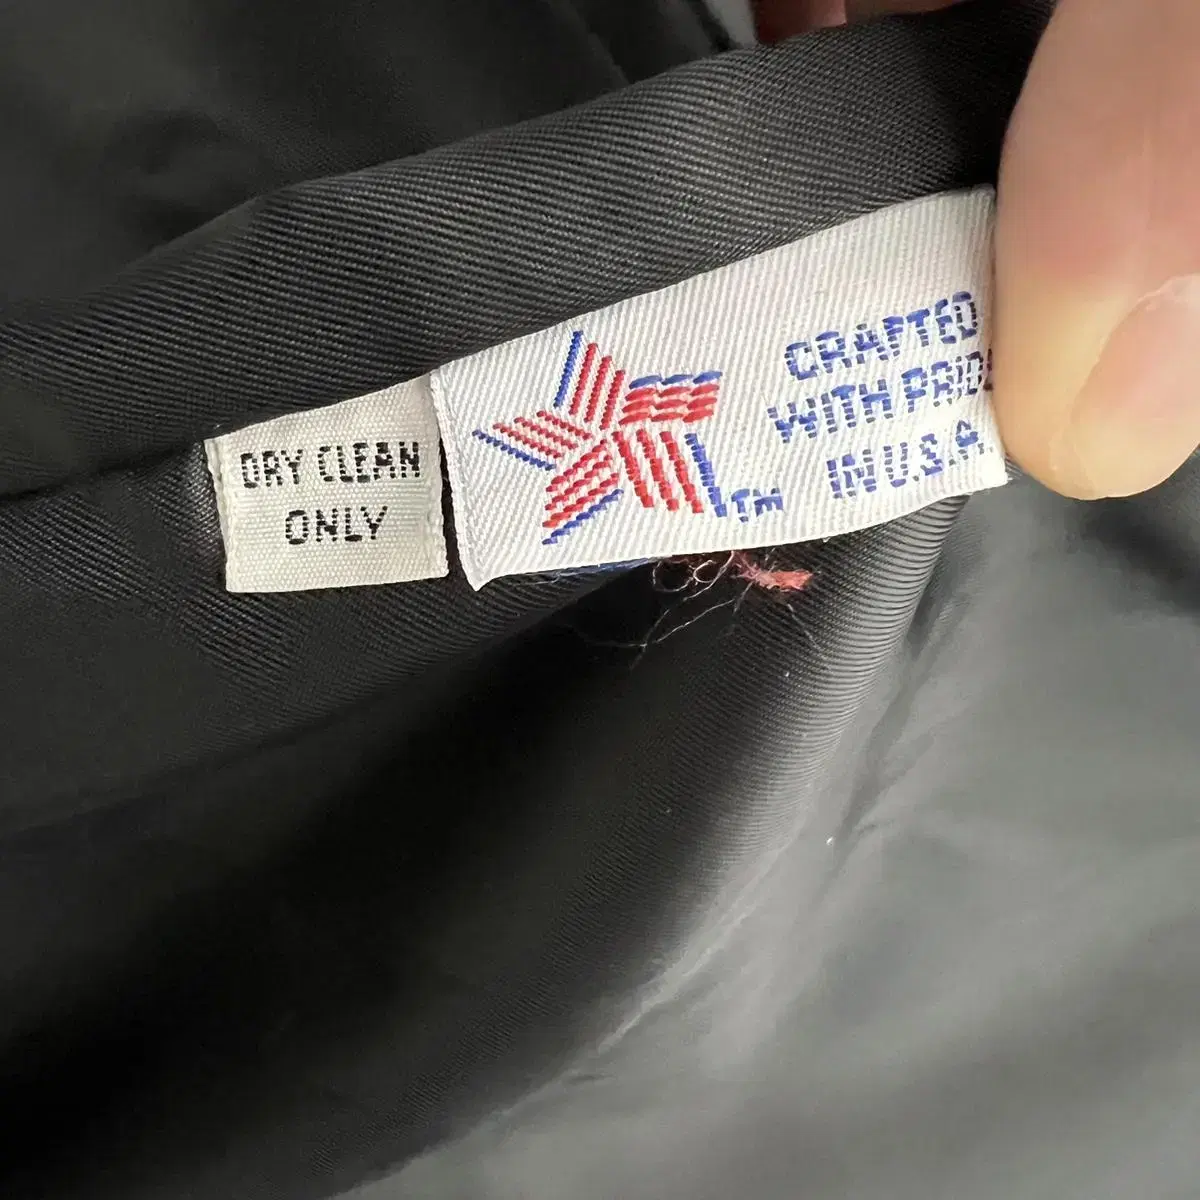 DRY CLEAN
ONLY
CRAFTED
WITH PRIDE
IN U.S.A.
TM